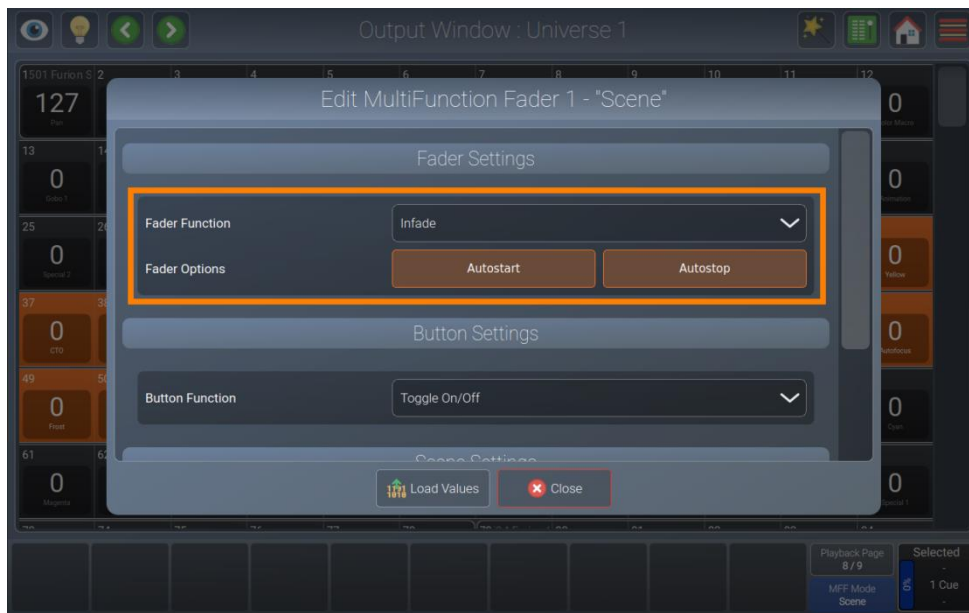 Output Window : Universe 1
1501 Furion S 2 3 4 5 6 7 8 9 10 11 12
Edit MultiFunction Fader 1 - "Scene"
127 0
Pan
13
Fader Settings
0 0
Gobo 1
Fader Function Infade
25
0 0
Special 2 Yellow
Fader Options Autostart Autostop
37
Button Settings
0 0
CTO Autofocus
49
Button Function Toggle On/Off
0 0
Frost Cyan
61 62
Scene Settings
0 0
Magenta Special 1
Load Values Close
Playback Page Selected
8 / 9 -
MFF Mode 1 Cue
Scene -